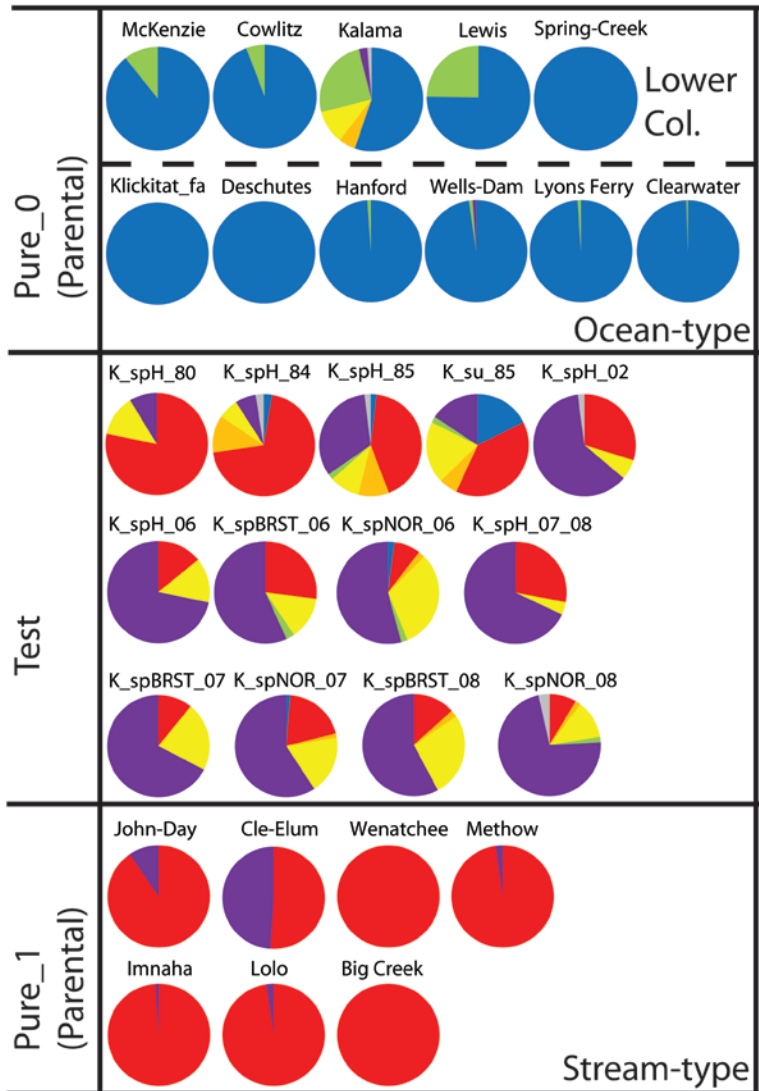 McKenzie Cowlitz Kalama Lewis Spring-Creek
Lower
Col.
Klickitat_fa Deschutes Hanford Wells-Dam Lyons Ferry Clearwater
Pure_0
(Parental)
Ocean-type
K_spH_80 K_spH_84 K_spH_85 K_su_85 K_spH_02
K_spH_06 K_spBRST_06 K_spNOR_06 K_spH_07_08
Test
K_spBRST_07 K_spNOR_07 K_spBRST_08 K_spNOR_08
John-Day Cle-Elum Wenatchee Methow
Pure_1
(Parental)
Imnaha Lolo Big Creek
Stream-type